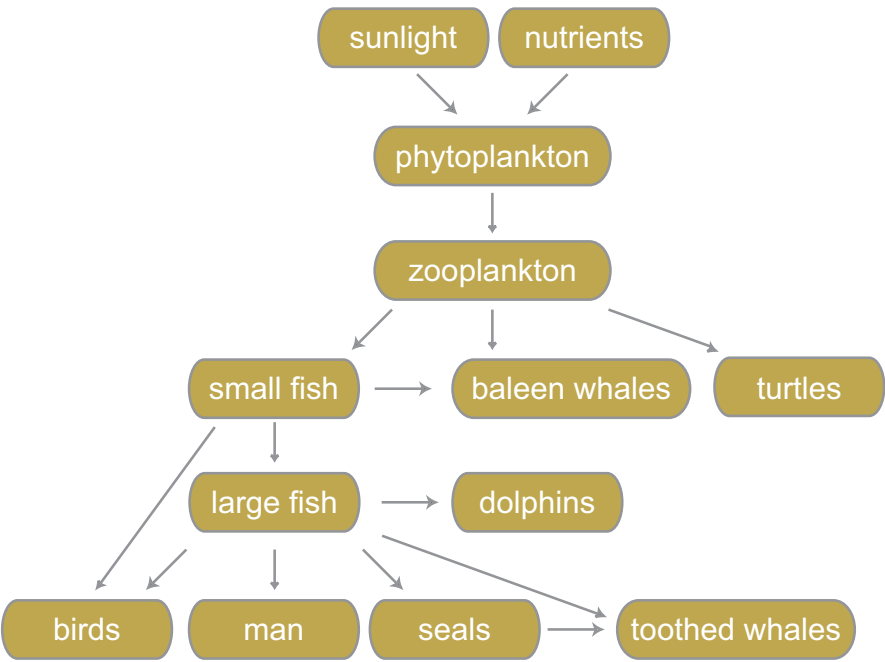 sunlight
nutrients
phytoplankton
zooplankton
small fish
baleen whales
turtles
large fish
dolphins
birds
man
seals
toothed whales